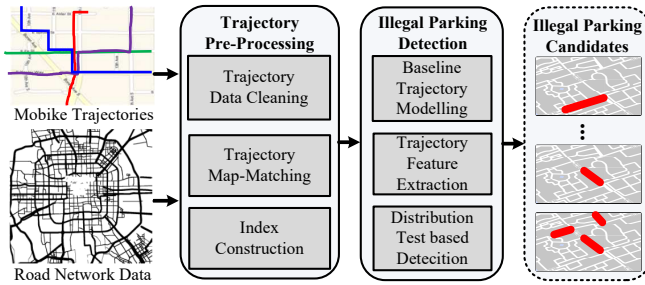 Mobike Trajectories
Road Network Data
Trajectory
Pre-Processing
Trajectory
Data Cleaning
Trajectory
Map-Matching
Index
Construction
Illegal Parking
Detection
Baseline
Trajectory
Modelling
Trajectory
Feature
Extraction
Distribution
Test based
Detecition
Illegal Parking
Candidates